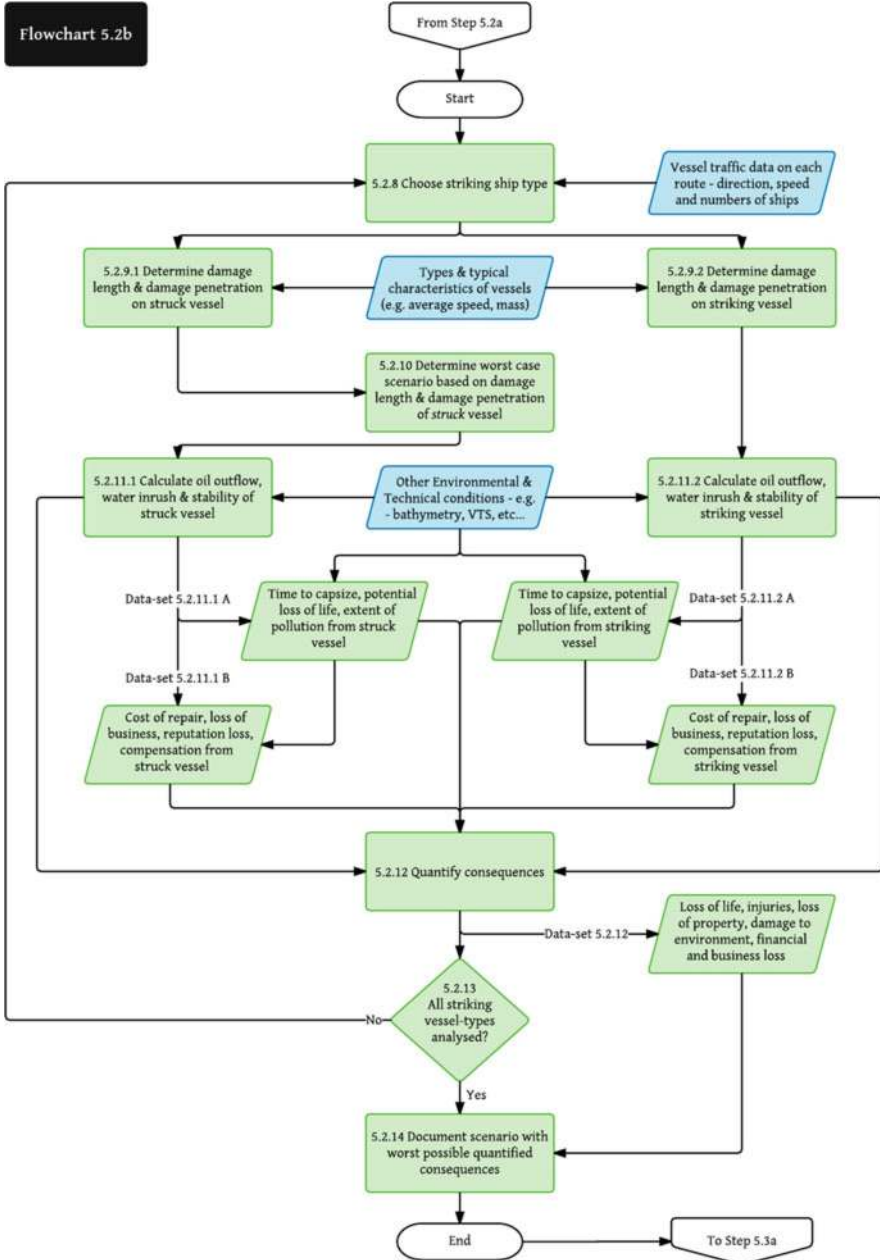 Flowchart 5.2b
From Step 5.2a
Start
5.2.8 Choose striking ship type
Vessel traffic data on each
route - direction, speed
and numbers of ships
5.2.9.1 Determine damage
length & damage penetration
on struck vessel
Types & typical
characteristics of vessels
(e.g. average speed, mass)
5.2.9.2 Determine damage
length & damage penetration
on striking vessel
5.2.10 Determine worst case
scenario based on damage
length & damage penetration
of struck vessel
5.2.11.1 Calculate oil outflow,
water inrush & stability of
struck vessel
Other Environmental &
Technical conditions - e.g.
- bathymetry, VTS, etc...
5.2.11.2 Calculate oil outflow,
water inrush & stability of
striking vessel
Data-set 5.2.11.1 A
Time to capsize, potential
loss of life, extent of
pollution from struck
vessel
Time to capsize, potential
loss of life, extent of
pollution from striking
vessel
Data-set 5.2.11.2 A
Data-set 5.2.11.1 B
Data-set 5.2.11.2 B
Cost of repair, loss of
business, reputation loss,
compensation from
struck vessel
Cost of repair, loss of
business, reputation loss,
compensation from
striking vessel
5.2.12 Quantify consequences
Data-set 5.2.12
Loss of life, injuries, loss
of property, damage to
environment, financial
and business loss
5.2.13
All striking
vessel-types
analysed?
No
Yes
5.2.14 Document scenario with
worst possible quantified
consequences
End
To Step 5.3a